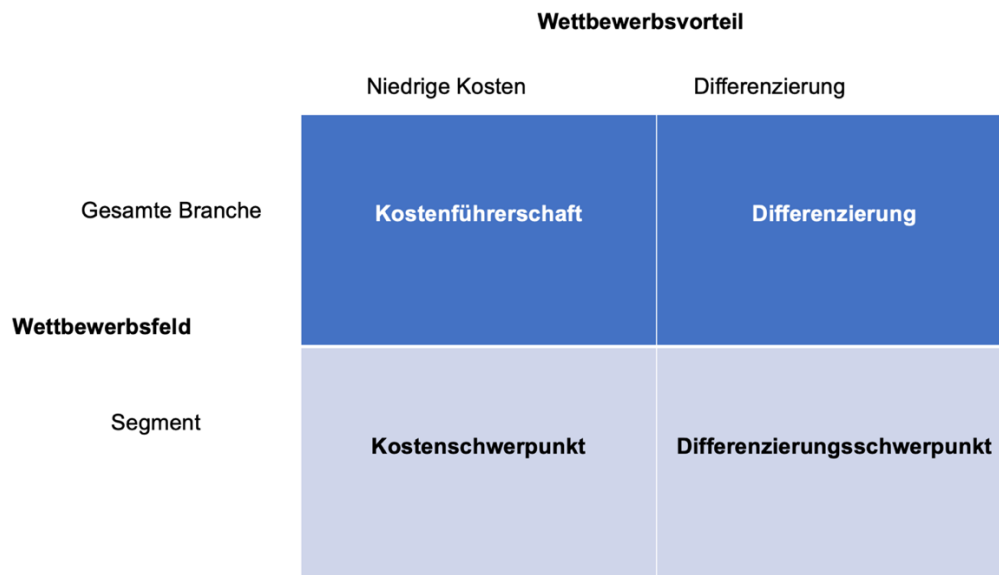 Wettbewerbsvorteil
Niedrige Kosten
Differenzierung
Gesamte Branche
Kostenführerschaft
Differenzierung
Wettbewerbsfeld
Segment
Kostenschwerpunkt
Differenzierungsschwerpunkt